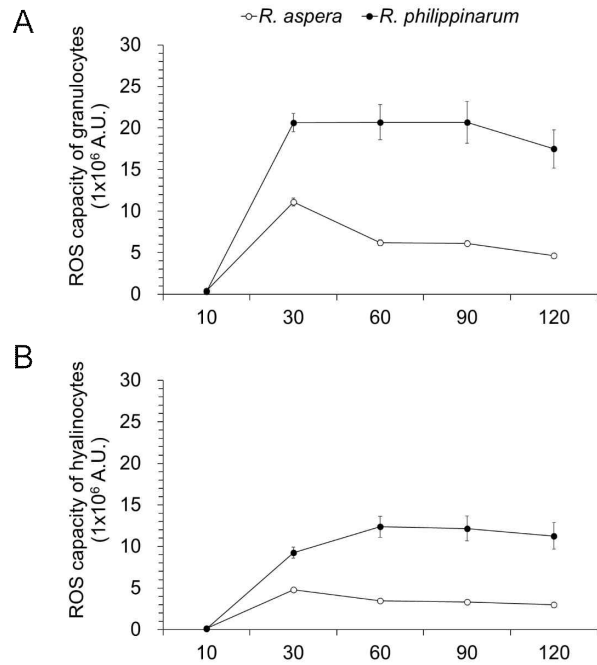 A
R. aspera R. philippinarum
ROS capacity of granulocytes
(1x10⁶ A.U.)
30
25
20
15
10
5
0
10 30 60 90 120
B
ROS capacity of hyalinocytes
(1x10⁶ A.U.)
30
25
20
15
10
5
0
10 30 60 90 120